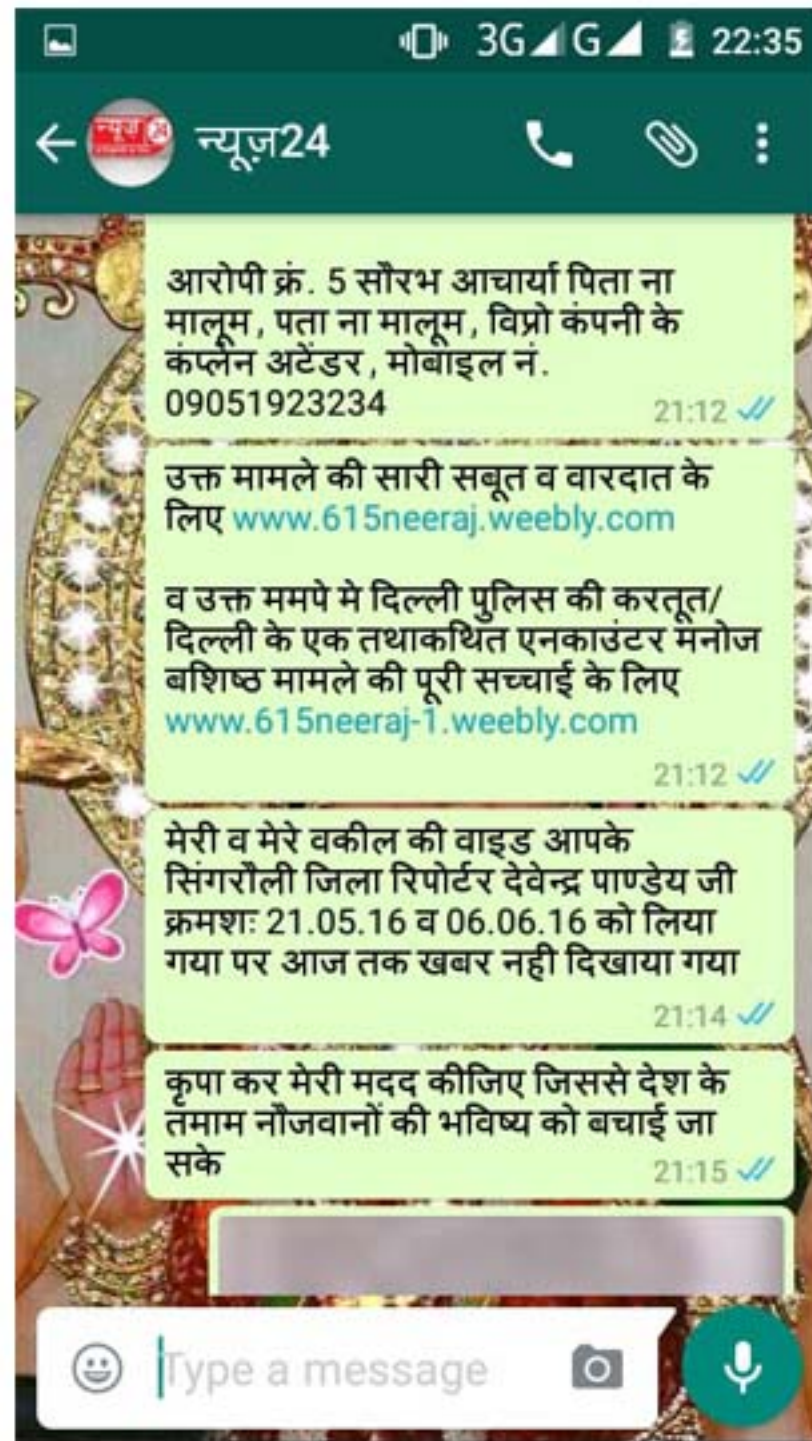 3G G 22:35
न्यूज़24
आरोपी क्रं. 5 सौरभ आचार्या पिता ना
मालूम, पता ना मालूम, विप्रो कंपनी के
कंप्लेन अटेंडर, मोबाइल नं.
09051923234
21:12
उक्त मामले की सारी सबूत व वारदात के
लिए www.615neeraj.weebly.com
व उक्त ममपे मे दिल्ली पुलिस की करतूत/
दिल्ली के एक तथाकथित एनकाउंटर मनोज
बशिष्ठ मामले की पूरी सच्चाई के लिए
www.615neeraj-1.weebly.com
21:12
मेरी व मेरे वकील की वाइड आपके
सिंगरौली जिला रिपोर्टर देवेन्द्र पाण्डेय जी
क्रमशः 21.05.16 व 06.06.16 को लिया
गया पर आज तक खबर नही दिखाया गया
21:14
कृपा कर मेरी मदद कीजिए जिससे देश के
तमाम नौजवानों की भविष्य को बचाई जा
सके
21:15
Type a message